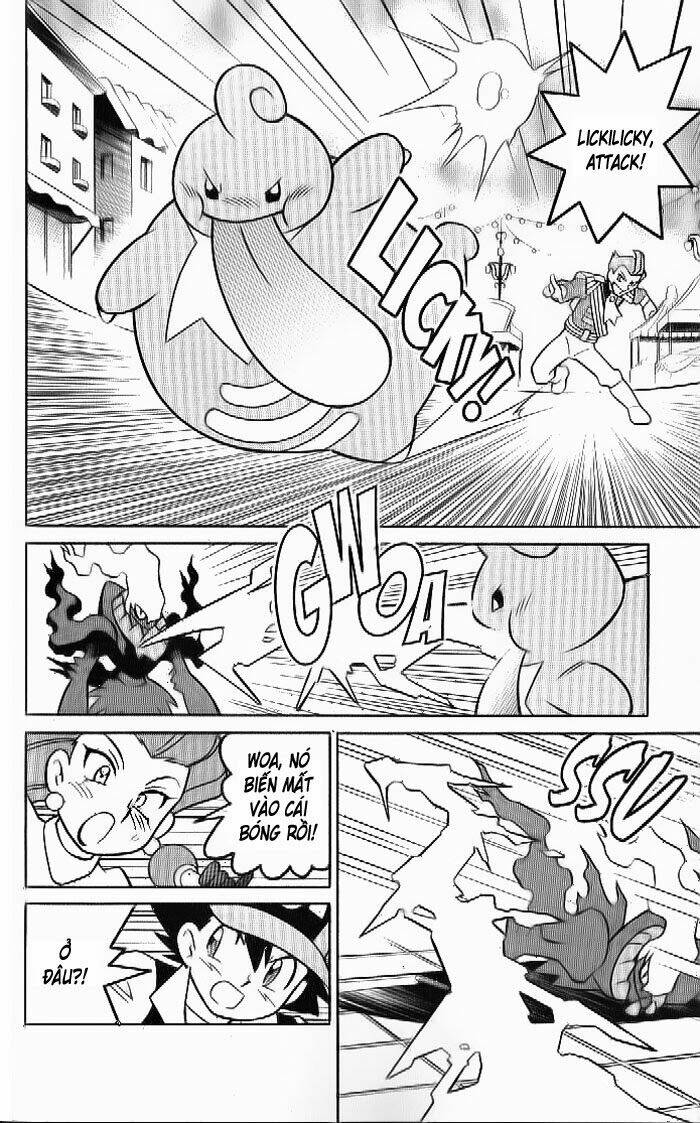 LICKILICKY,
ATTACK!
LICKY!
GWOA
WOA, NÓ
BIẾN MẤT
VÀO CÁI
BÓNG RỒI!
SSU
Ở
ĐÂU?!